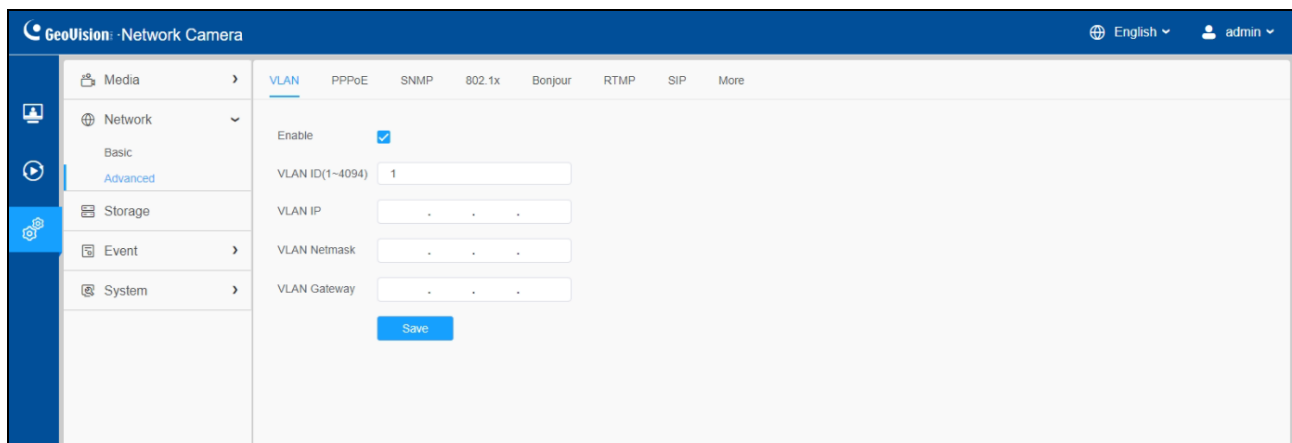 GeoVision Network Camera
English
admin
Media
Network
Basic
Advanced
Storage
Event
System
VLAN PPPoE SNMP 802.1x Bonjour RTMP SIP More
Enable
VLAN ID(1~4094) 1
VLAN IP . . .
VLAN Netmask . . .
VLAN Gateway . . .
Save